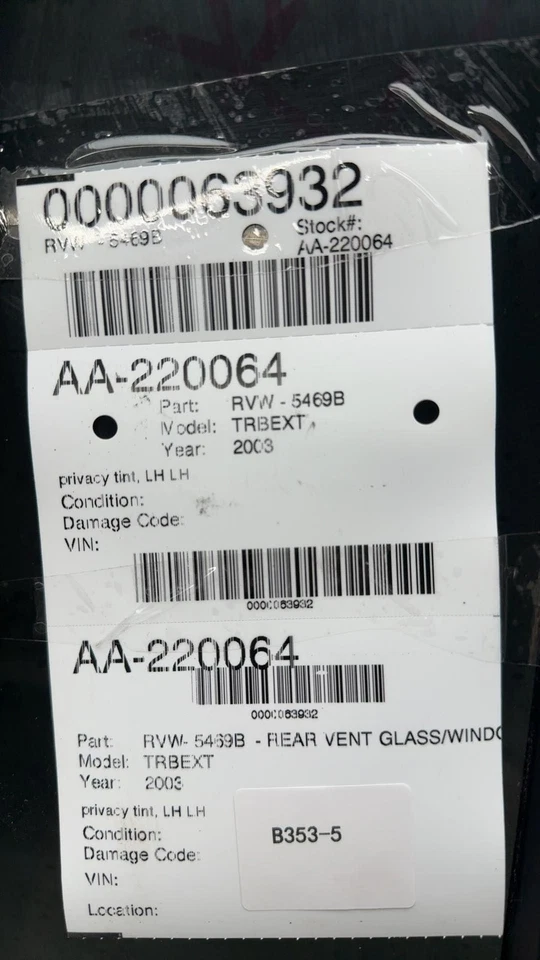 0000063932
RVW - 5469B
Stock#:
AA-220064
AA-220064
Part: RVW - 5469B
Model: TRBEXT
Year: 2003
privacy tint, LH LH
Condition:
Damage Code:
VIN:
0000063932
AA-220064
0000063932
Part: RVW- 5469B - REAR VENT GLASS/WINDO
Model: TRBEXT
Year: 2003
privacy tint, LH LH
Condition:
B353-5
Damage Code:
VIN:
Location: